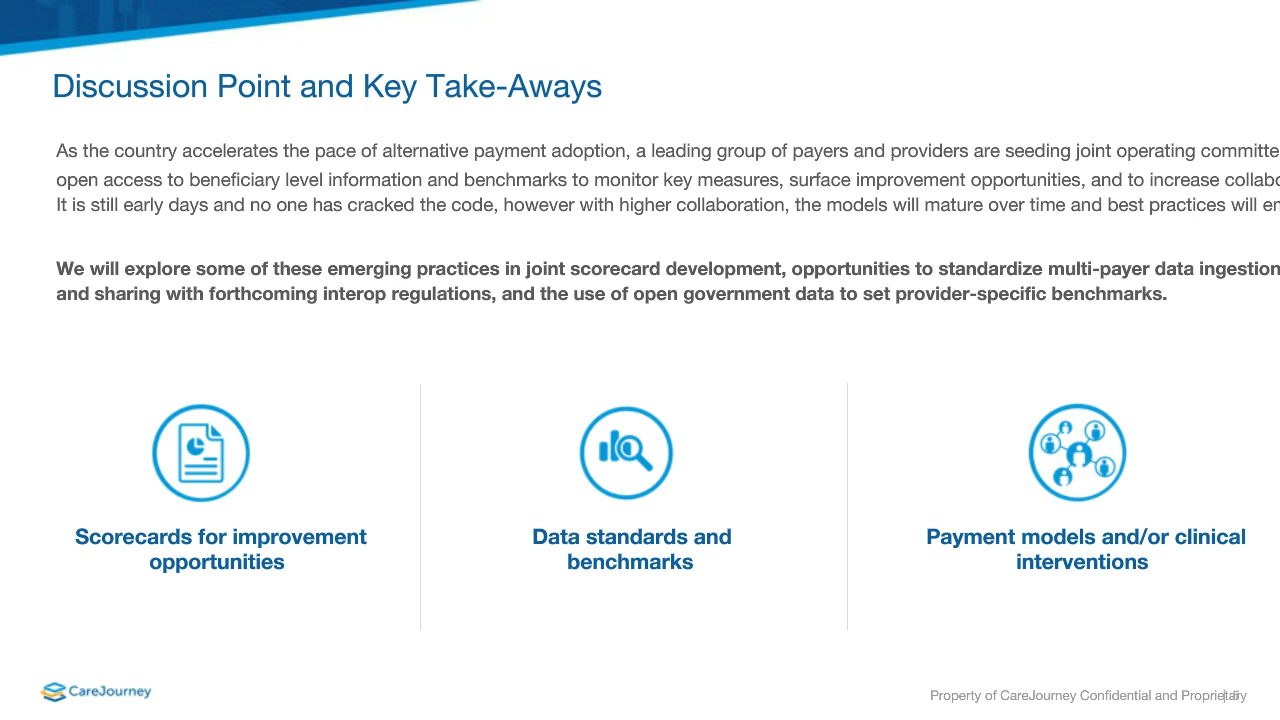 Discussion Point and Key Take-Aways
As the country accelerates the pace of alternative payment adoption, a leading group of payers and providers are seeding joint operating
open access to beneficiary level information and benchmarks to monitor key measures, surface improvement opportunities, and to increase
It is still early days and no one has cracked the code, however with higher collaboration, the models will mature over time and best practices will
We will explore some of these emerging practices in joint scorecard development, opportunities to standardize multi-payer data ingestion
and sharing with forthcoming interop regulations, and the use of open government data to set provider-specific benchmarks.
Scorecards for improvement
opportunities
Data standards and
benchmarks
Payment models and/or clinical
interventions
CareJourney
Property of CareJourney Confidential and Proprietary